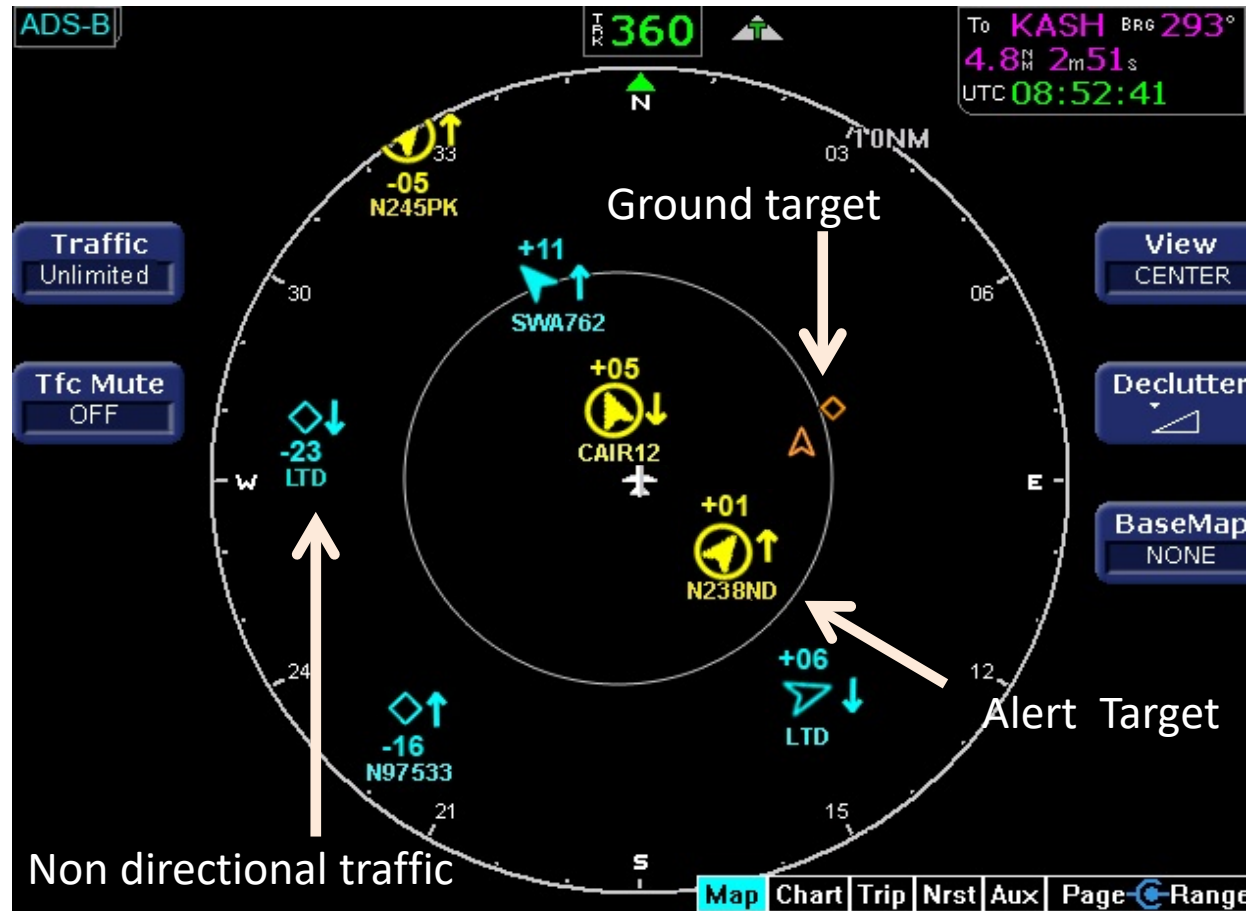 ADS-B
TRK 360
T
To KASH BRG 293°
4.8NM 2m51s
UTC 08:52:41
N
10NM
33
03
-05
N245PK
Ground target
Traffic
Unlimited
View
CENTER
+11
30
06
SWA762
+05
Tfc Mute
OFF
Declutter
-23
LTD
CAIR12
W
E
+01
BaseMap
NONE
N238ND
+06
24
12
LTD
Alert Target
-16
N97533
21
15
Non directional traffic
S
Map Chart Trip Nrst Aux Page Range